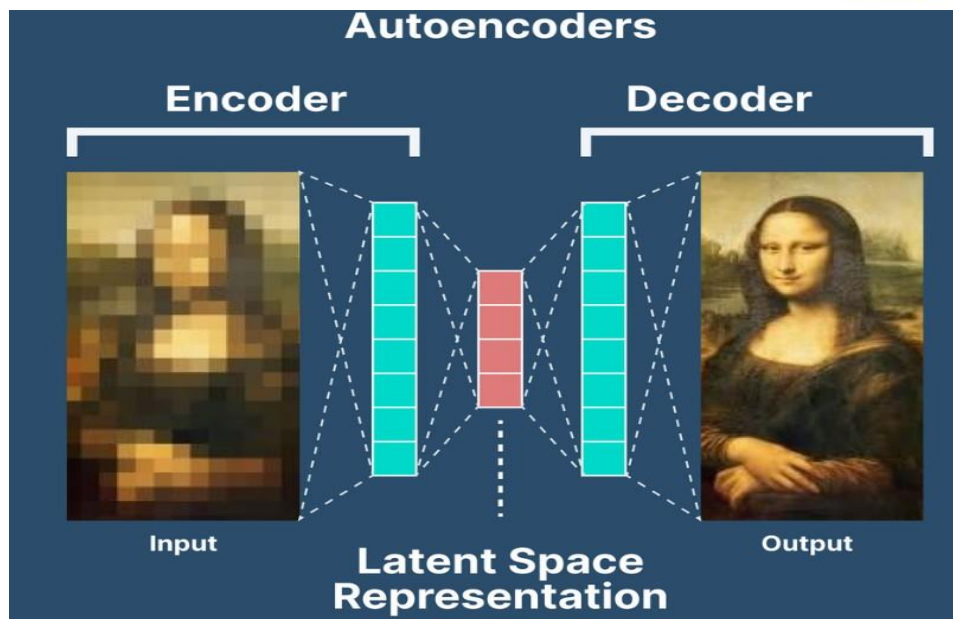 Autoencoders
Encoder
Decoder
Input
Output
Latent Space
Representation